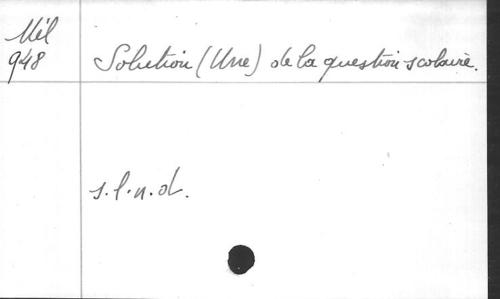 Mél
948
Solution (Une) de la question scolaire.
s.l.n.d.